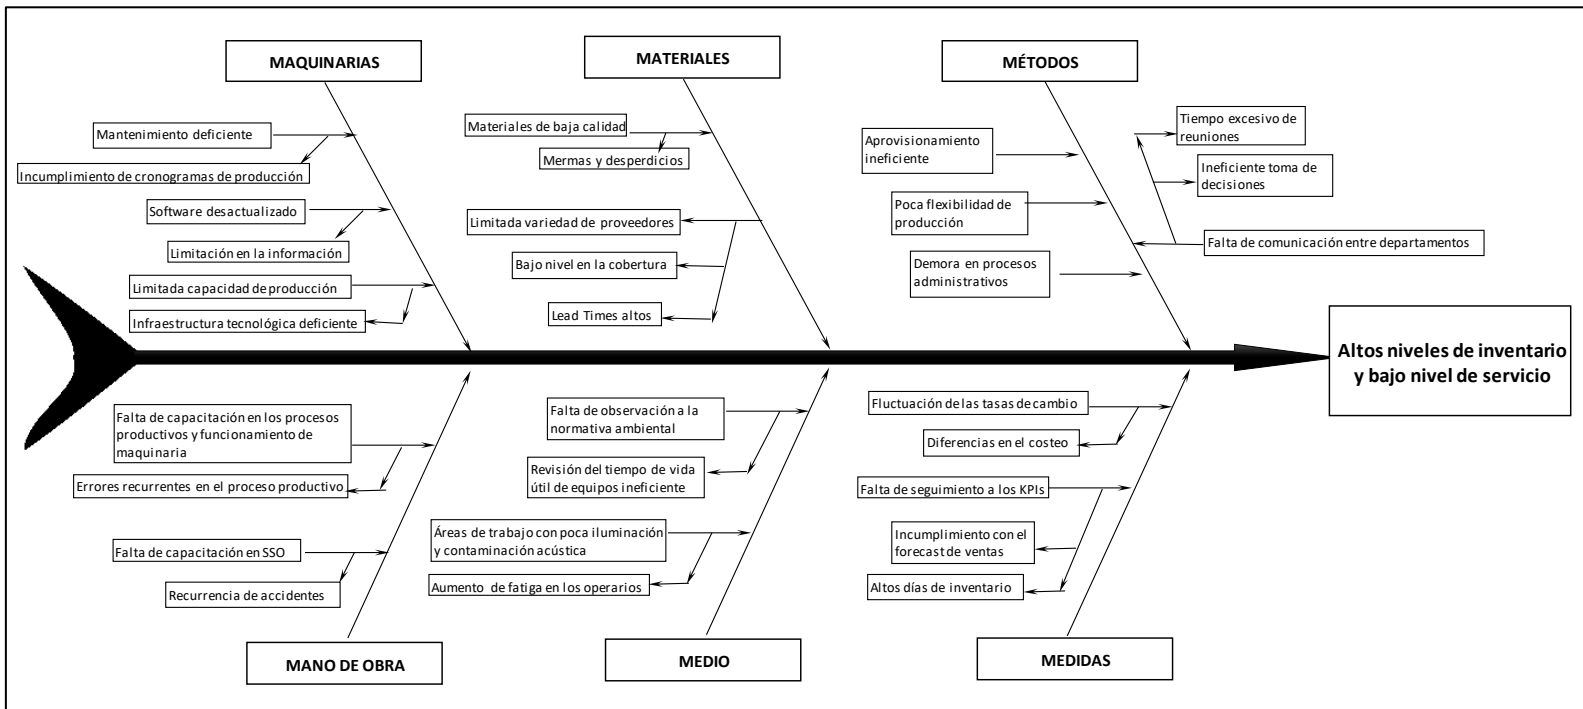 MAQUINARIAS
MATERIALES
MÉTODOS
Mantenimiento deficiente
Incumplimiento de cronogramas de producción
Software desactualizado
Limitación en la información
Limitada capacidad de producción
Infraestructura tecnológica deficiente
Materiales de baja calidad
Mermas y desperdicios
Limitada variedad de proveedores
Bajo nivel en la cobertura
Lead Times altos
Aprovisionamiento
ineficiente
Poca flexibilidad de
producción
Demora en procesos
administrativos
Tiempo excesivo de
reuniones
Ineficiente toma de
decisiones
Falta de comunicación entre departamentos
Altos niveles de inventario
y bajo nivel de servicio
Falta de capacitación en los procesos
productivos y funcionamiento de
maquinaria
Errores recurrentes en el proceso productivo
Falta de capacitación en SSO
Recurrencia de accidentes
Falta de observación a la
normativa ambiental
Revisión del tiempo de vida
útil de equipos ineficiente
Áreas de trabajo con poca iluminación
y contaminación acústica
Aumento de fatiga en los operarios
Fluctuación de las tasas de cambio
Diferencias en el costeo
Falta de seguimiento a los KPIs
Incumplimiento con el
forecast de ventas
Altos días de inventario
MANO DE OBRA
MEDIO
MEDIDAS